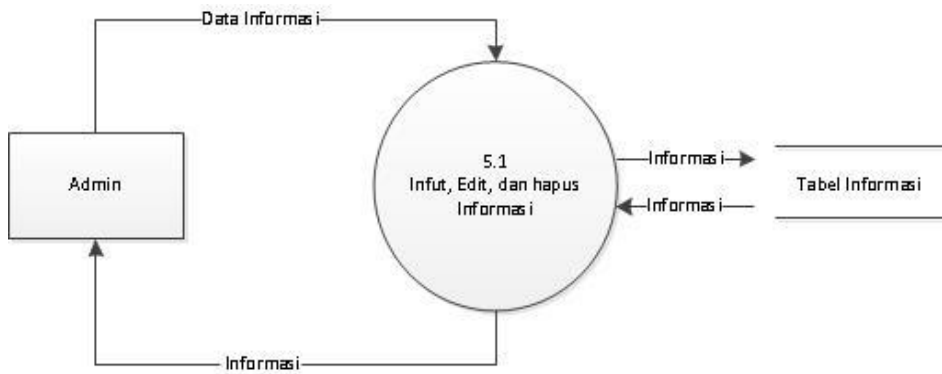 Data Informasi
Admin
5.1
Infut, Edit, dan hapus
Informasi
Informasi
Informasi
Tabel Informasi
Informasi